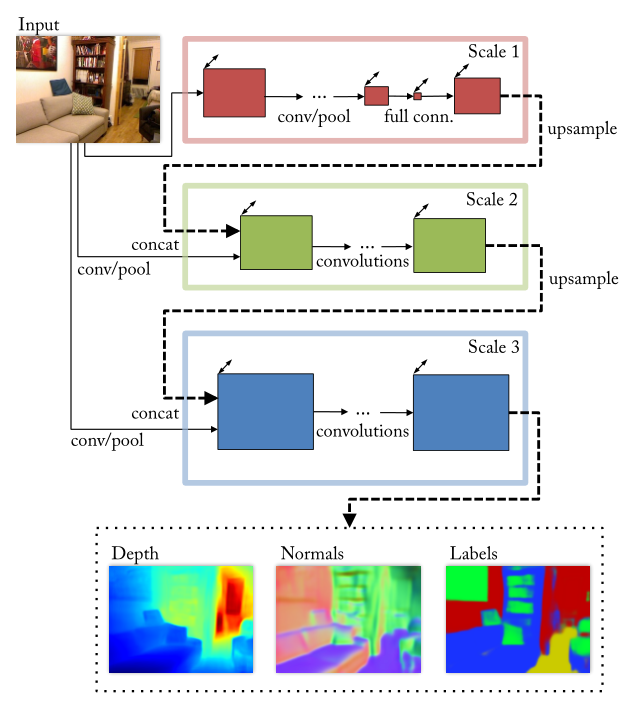 Input
Scale 1
...
conv/pool
full conn.
upsample
Scale 2
concat
...
convolutions
conv/pool
upsample
Scale 3
concat
...
convolutions
conv/pool
Depth
Normals
Labels